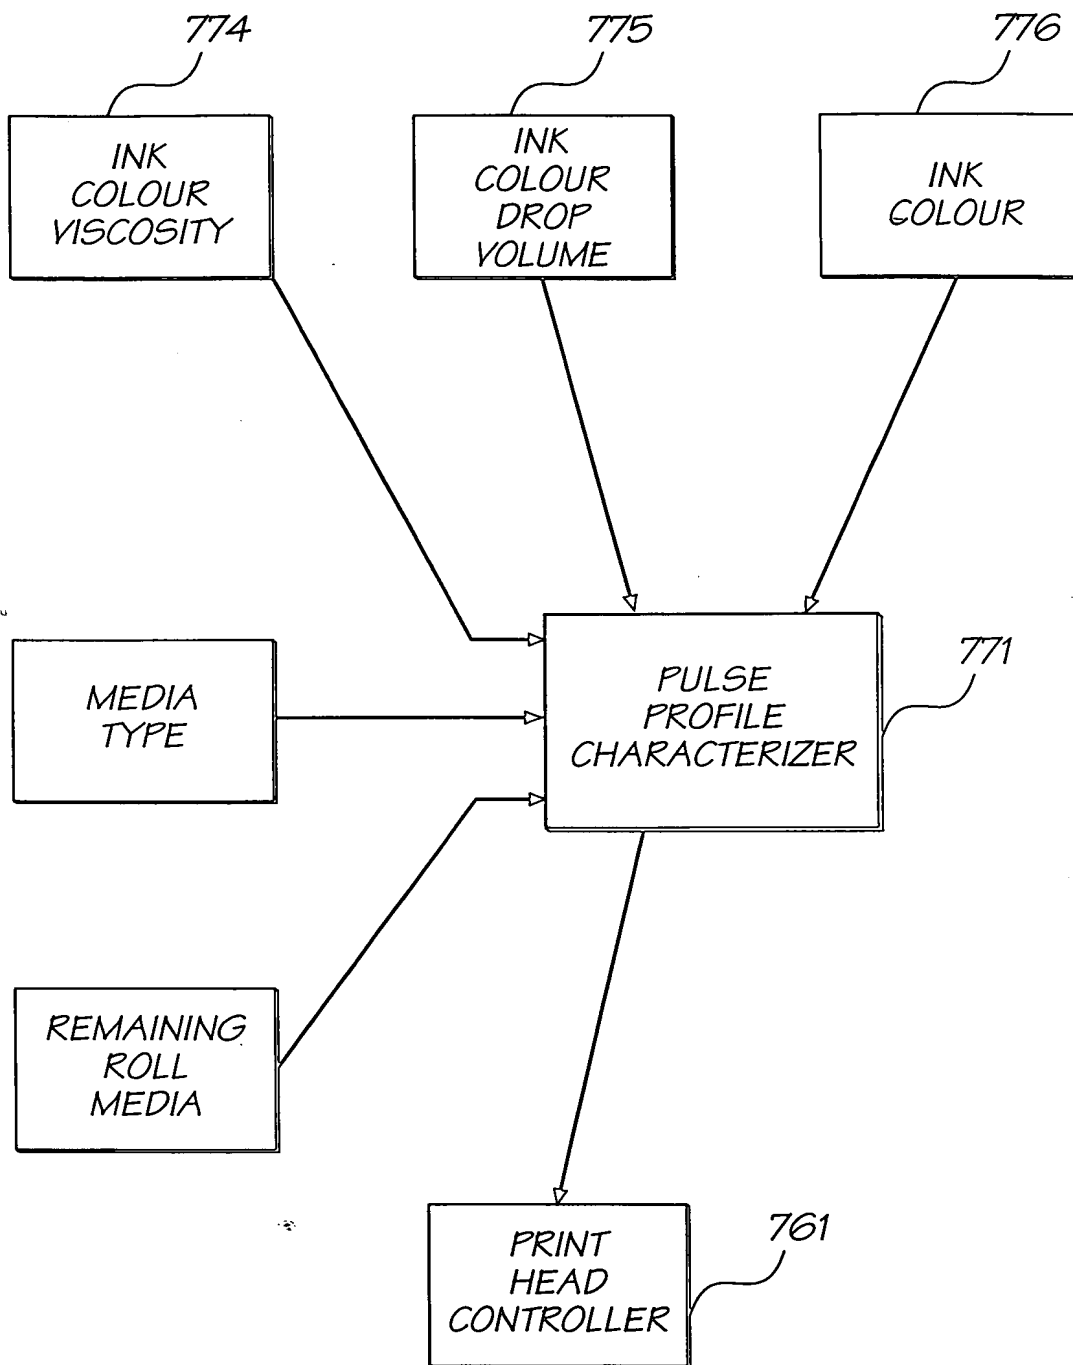 774
775
776
INK
COLOUR
VISCOSITY
INK
COLOUR
DROP
VOLUME
INK
COLOUR
771
MEDIA
TYPE
PULSE
PROFILE
CHARACTERIZER
REMAINING
ROLL
MEDIA
761
PRINT
HEAD
CONTROLLER